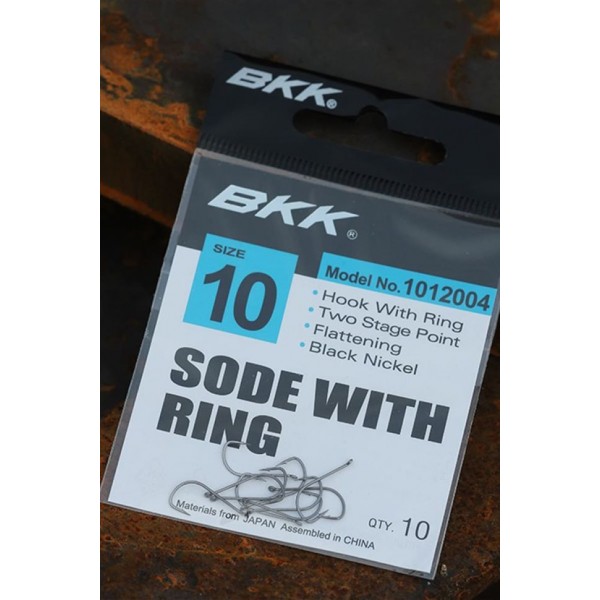 BKK®
BKK®
SIZE
10
Model No.1012004
· Hook With Ring
· Two Stage Point
· Flattening
· Black Nickel
SODE WITH
RING
Materials from JAPAN Assembled in CHINA
QTY. 10